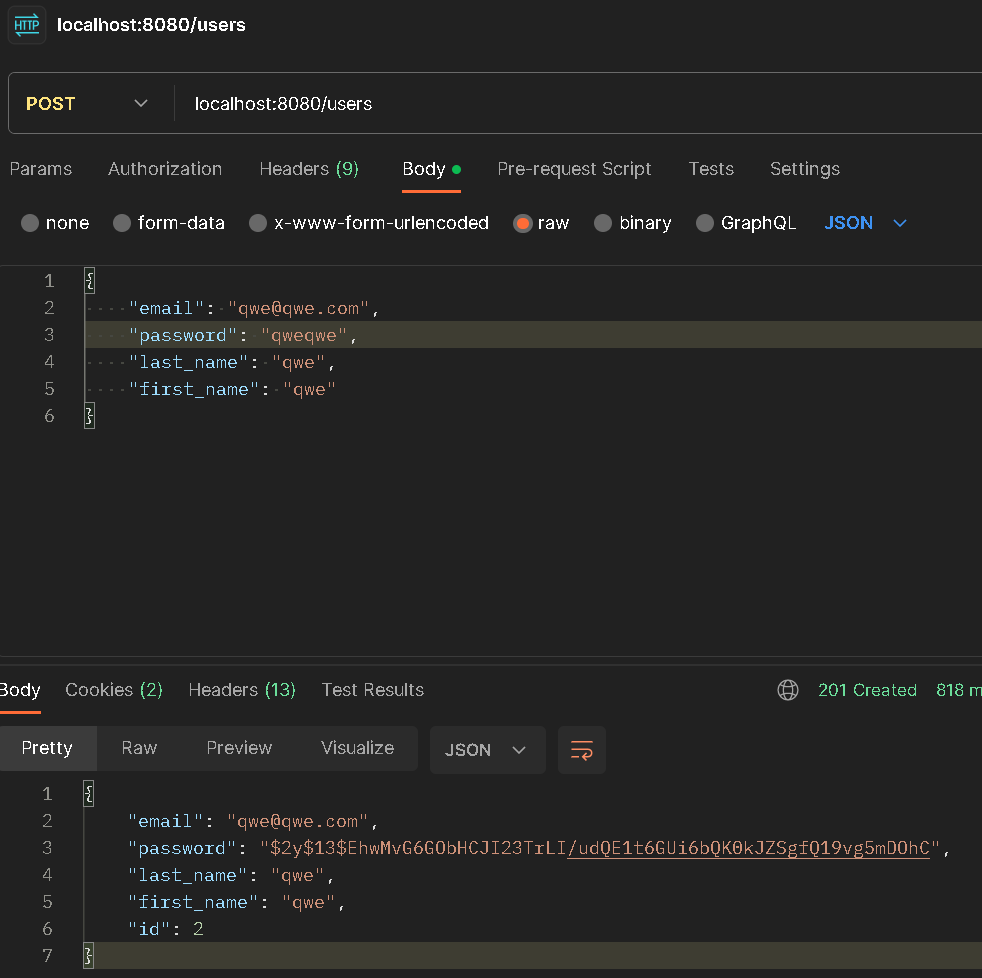 HTTP localhost:8080/users
POST localhost:8080/users
Params Authorization Headers (9) Body Pre-request Script Tests Settings
none form-data x-www-form-urlencoded raw binary GraphQL JSON
1 {
2 "email": "qwe@qwe.com",
3 "password": "qweqwe",
4 "last_name": "qwe",
5 "first_name": "qwe"
6 }
Body Cookies (2) Headers (13) Test Results 201 Created 818 m
Pretty Raw Preview Visualize JSON
1 {
2 "email": "qwe@qwe.com",
3 "password": "$2y$13$EhwMvG6GObHCJI23TrLI/udQE1t6GUi6bQK0kJZSgfQ19vg5mDOhC",
4 "last_name": "qwe",
5 "first_name": "qwe",
6 "id": 2
7 }